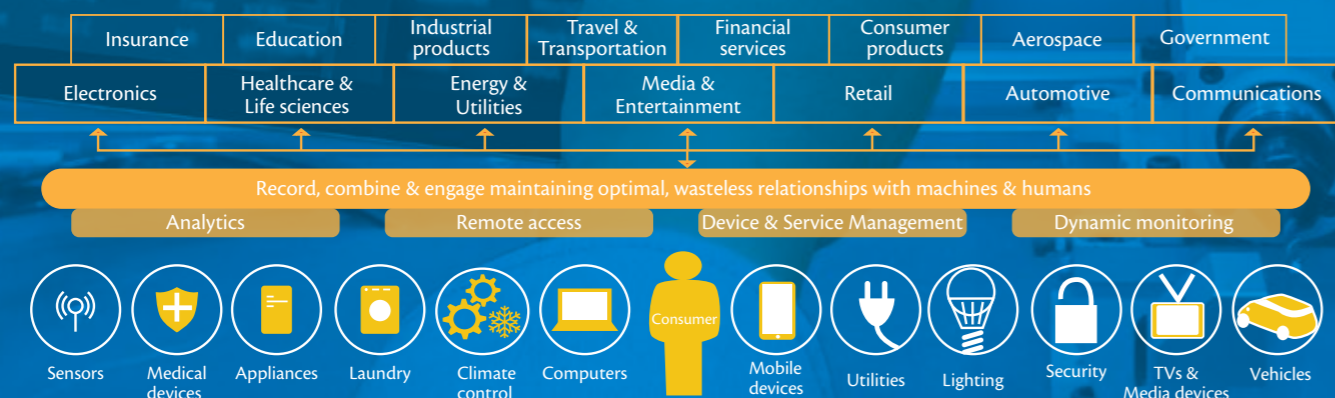 Insurance
Education
Industrial
products
Travel &
Transportation
Financial
services
Consumer
products
Aerospace
Government
Electronics
Healthcare &
Life sciences
Energy &
Utilities
Media &
Entertainment
Retail
Automotive
Communications
Record, combine & engage maintaining optimal, wasteless relationships with machines & humans
Analytics
Remote access
Device & Service Management
Dynamic monitoring
Consumer
Sensors
Medical
devices
Appliances
Laundry
Climate
control
Computers
Mobile
devices
Utilities
Lighting
Security
TVs &
Media devices
Vehicles